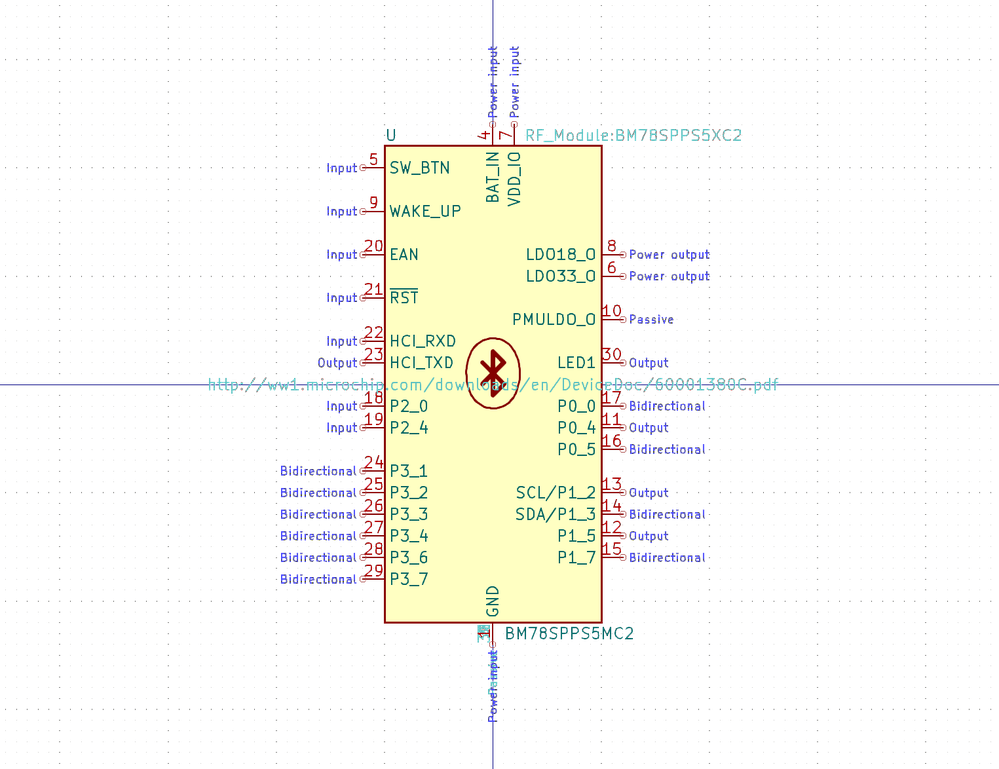 Power input
Power input
4
7
U
RF_Module:BM78SPPS5XC2
BAT_IN
VDD_IO
Input 5 SW_BTN
Input 9 WAKE_UP
Input 20 EAN
LDO18_O 8 Power output
LDO33_O 6 Power output
Input 21 RST
PMULDO_O 10 Passive
Input 22 HCI_RXD
Output 23 HCI_TXD
LED1 30 Output
http://ww1.microchip.com/downloads/en/DeviceDoc/60001380C.pdf
Input 18 P2_0
P0_0 17 Bidirectional
Input 19 P2_4
P0_4 11 Output
P0_5 16 Bidirectional
Bidirectional 24 P3_1
Bidirectional 25 P3_2
SCL/P1_2 13 Output
Bidirectional 26 P3_3
SDA/P1_3 14 Bidirectional
Bidirectional 27 P3_4
P1_5 12 Output
Bidirectional 28 P3_6
P1_7 15 Bidirectional
Bidirectional 29 P3_7
GND
1
BM78SPPS5MC2
Power input